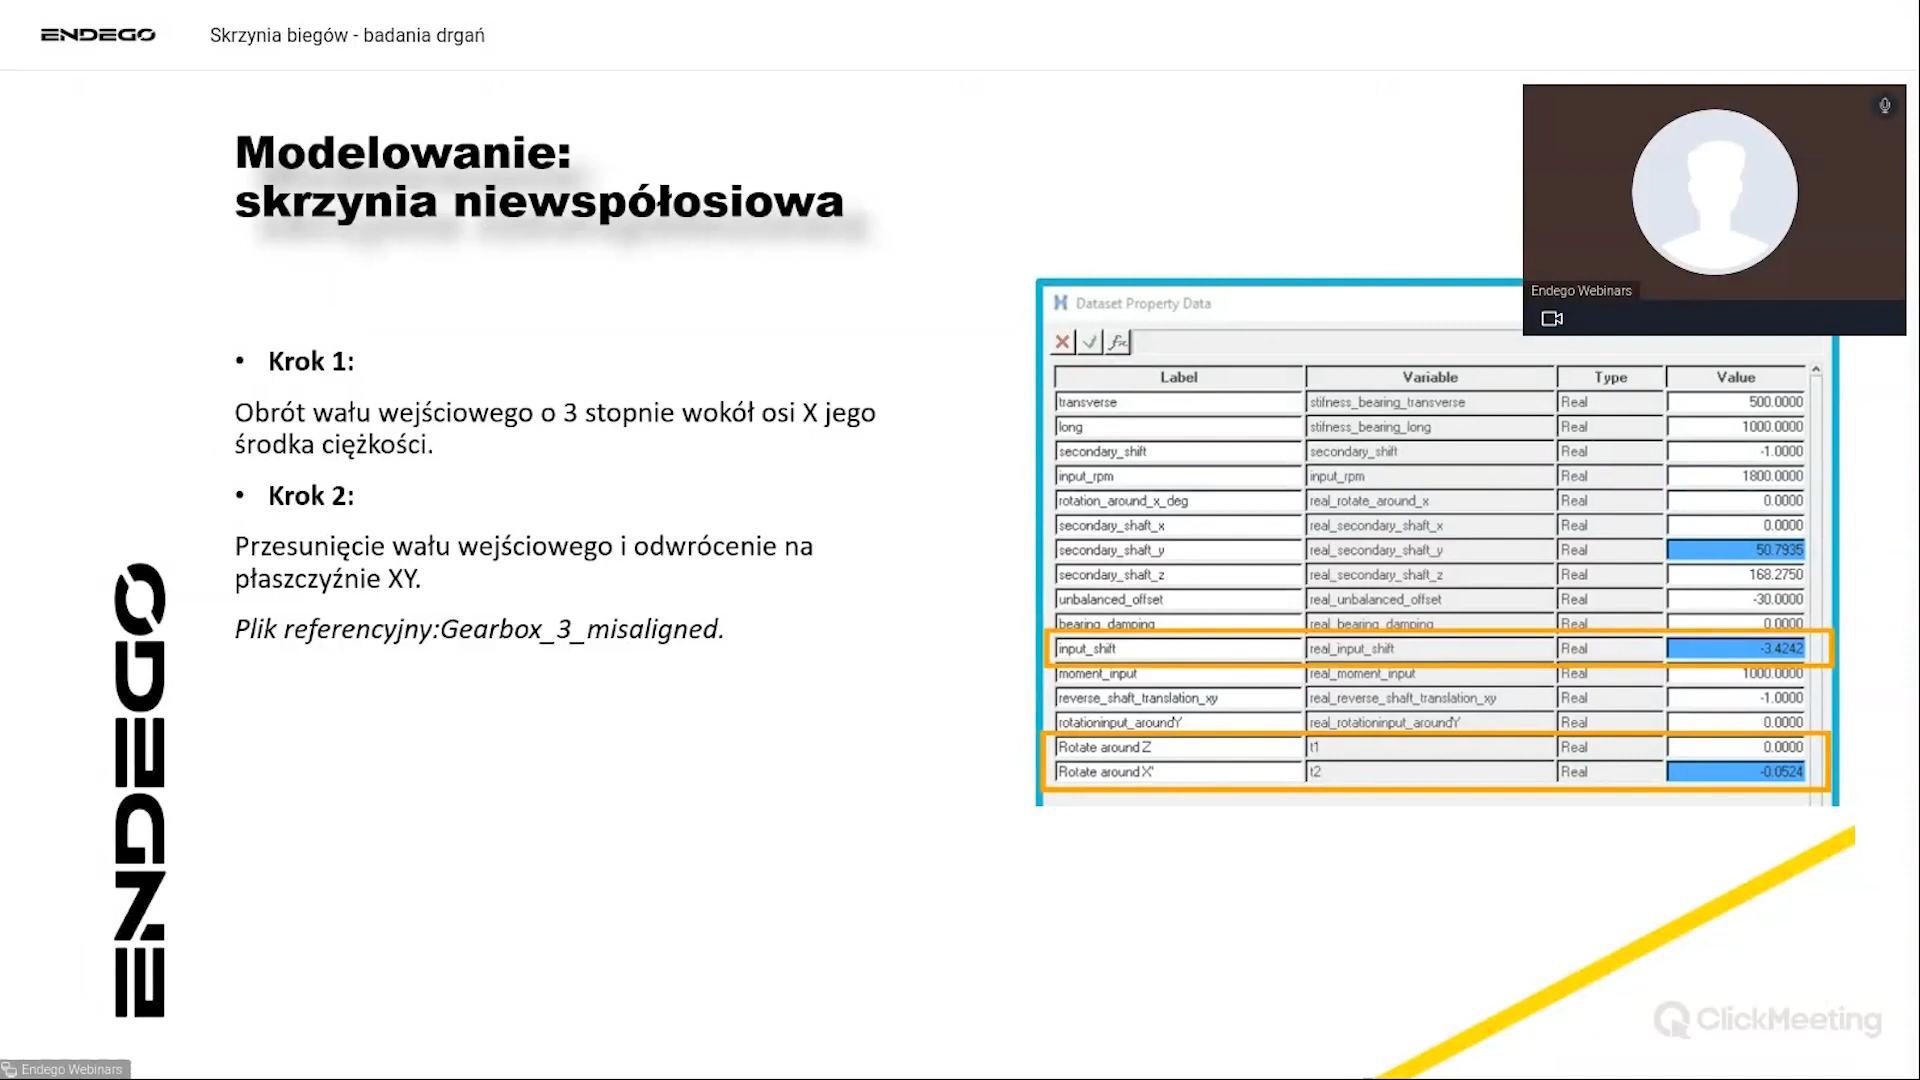 ENDEGO
Skrzynia biegów - badania drgań
Modelowanie:
skrzynia niewspółosiowa
• Krok 1:
Obrót wału wejściowego o 3 stopnie wokół osi X jego
środka ciężkości.
• Krok 2:
Przesunięcie wału wejściowego i odwrócenie na
płaszczyźnie XY.
Plik referencyjny:Gearbox_3_misaligned.
ENDEGO
Endego Webinars
Dataset Property Data
fx
Label Variable Type Value
transverse stifness_bearing_transverse Real 500.0000
long stifness_bearing_long Real 1000.0000
secondary_shift secondary_shift Real -1.0000
input_rpm input_rpm Real 1800.0000
rotation_around_x_deg real_rotate_around_x Real 0.0000
secondary_shaft_x real_secondary_shaft_x Real 0.0000
secondary_shaft_y real_secondary_shaft_y Real 50.7935
secondary_shaft_z real_secondary_shaft_z Real 168.2750
unbalanced_offset real_unbalanced_offset Real -30.0000
bearing_damping real_bearing_damping Real 0.0000
input_shift real_input_shift Real -3.4242
moment_input real_moment_input Real 1000.0000
reverse_shaft_translation_xy real_reverse_shaft_translation_xy Real -1.0000
rotationinput_aroundY' real_rotationinput_aroundY' Real 0.0000
Rotate around Z t1 Real 0.0000
Rotate around X' t2 Real -0.0524
ClickMeeting
Endego Webinars